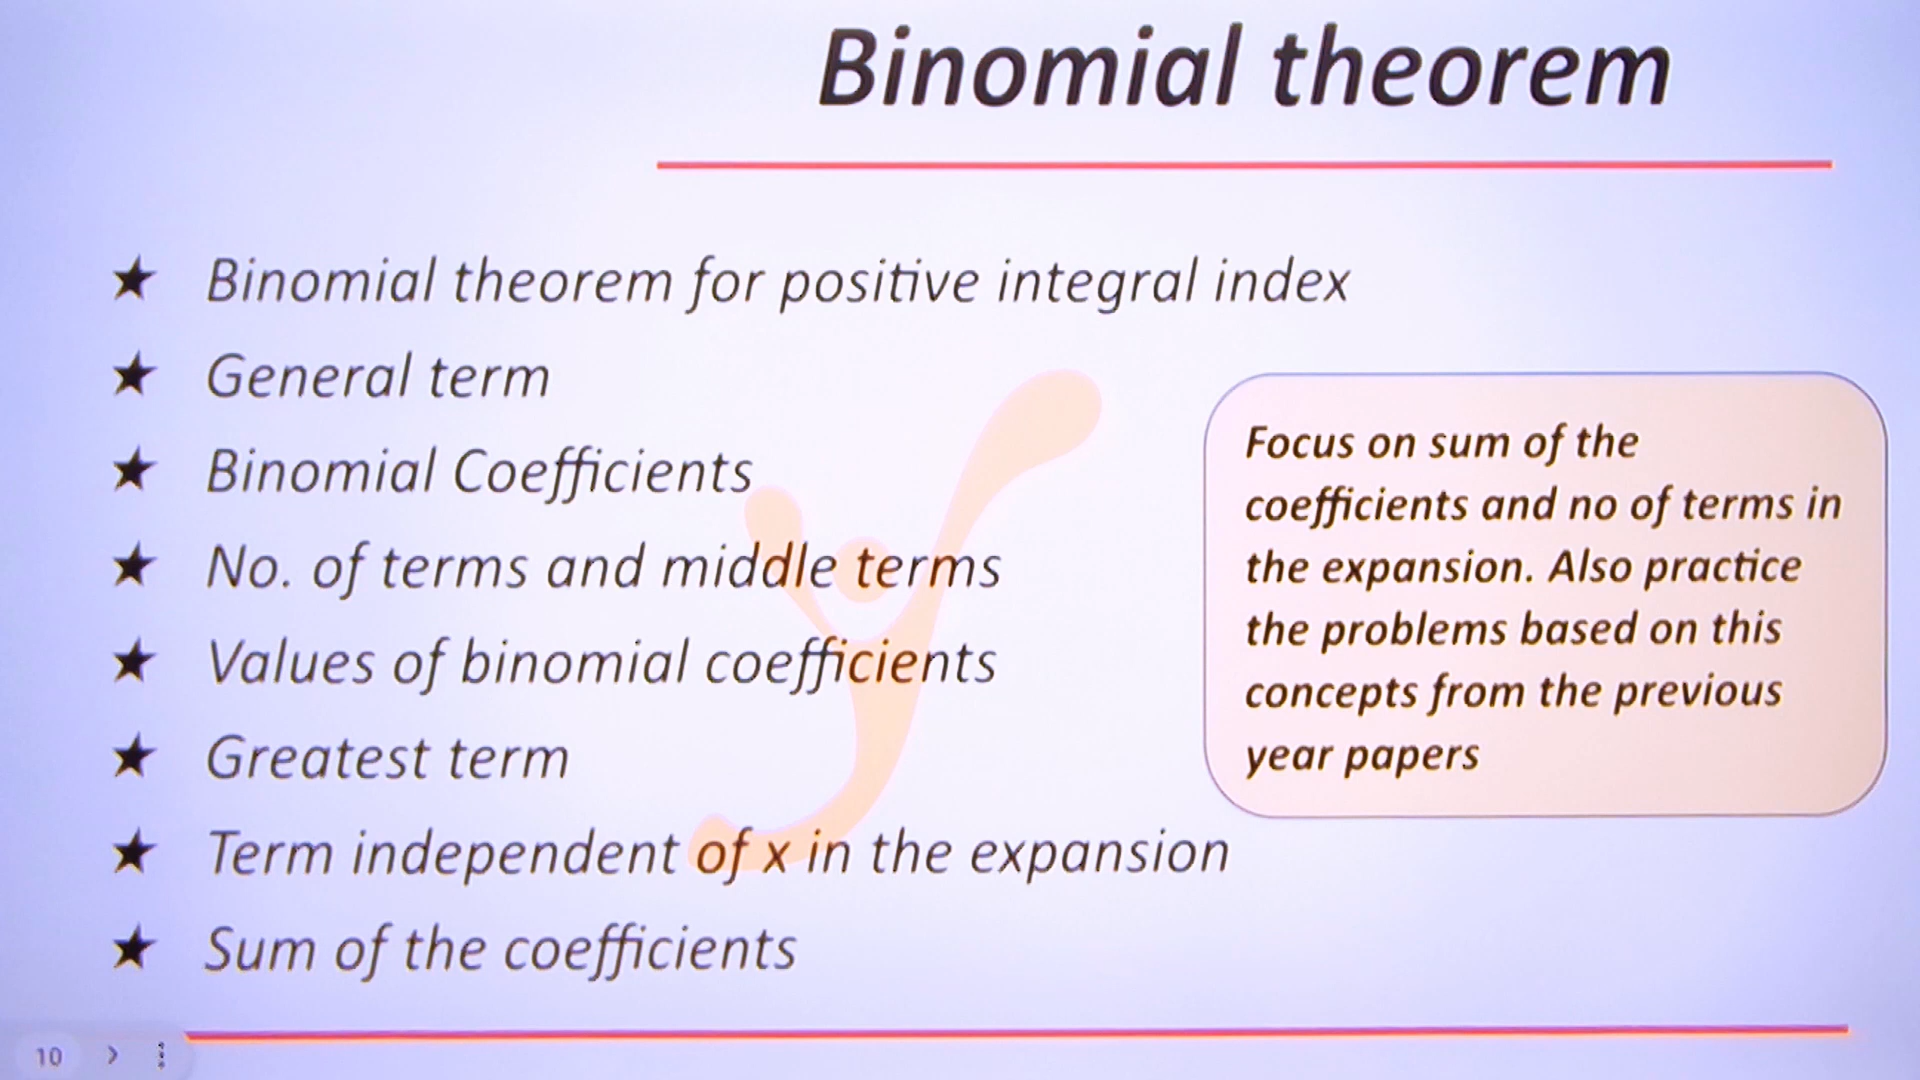 Binomial theorem
★ Binomial theorem for positive integral index
★ General term
★ Binomial Coefficients
★ No. of terms and middle terms
★ Values of binomial coefficients
★ Greatest term
★ Term independent of x in the expansion
★ Sum of the coefficients
Focus on sum of the
coefficients and no of terms in
the expansion. Also practice
the problems based on this
concepts from the previous
year papers
10